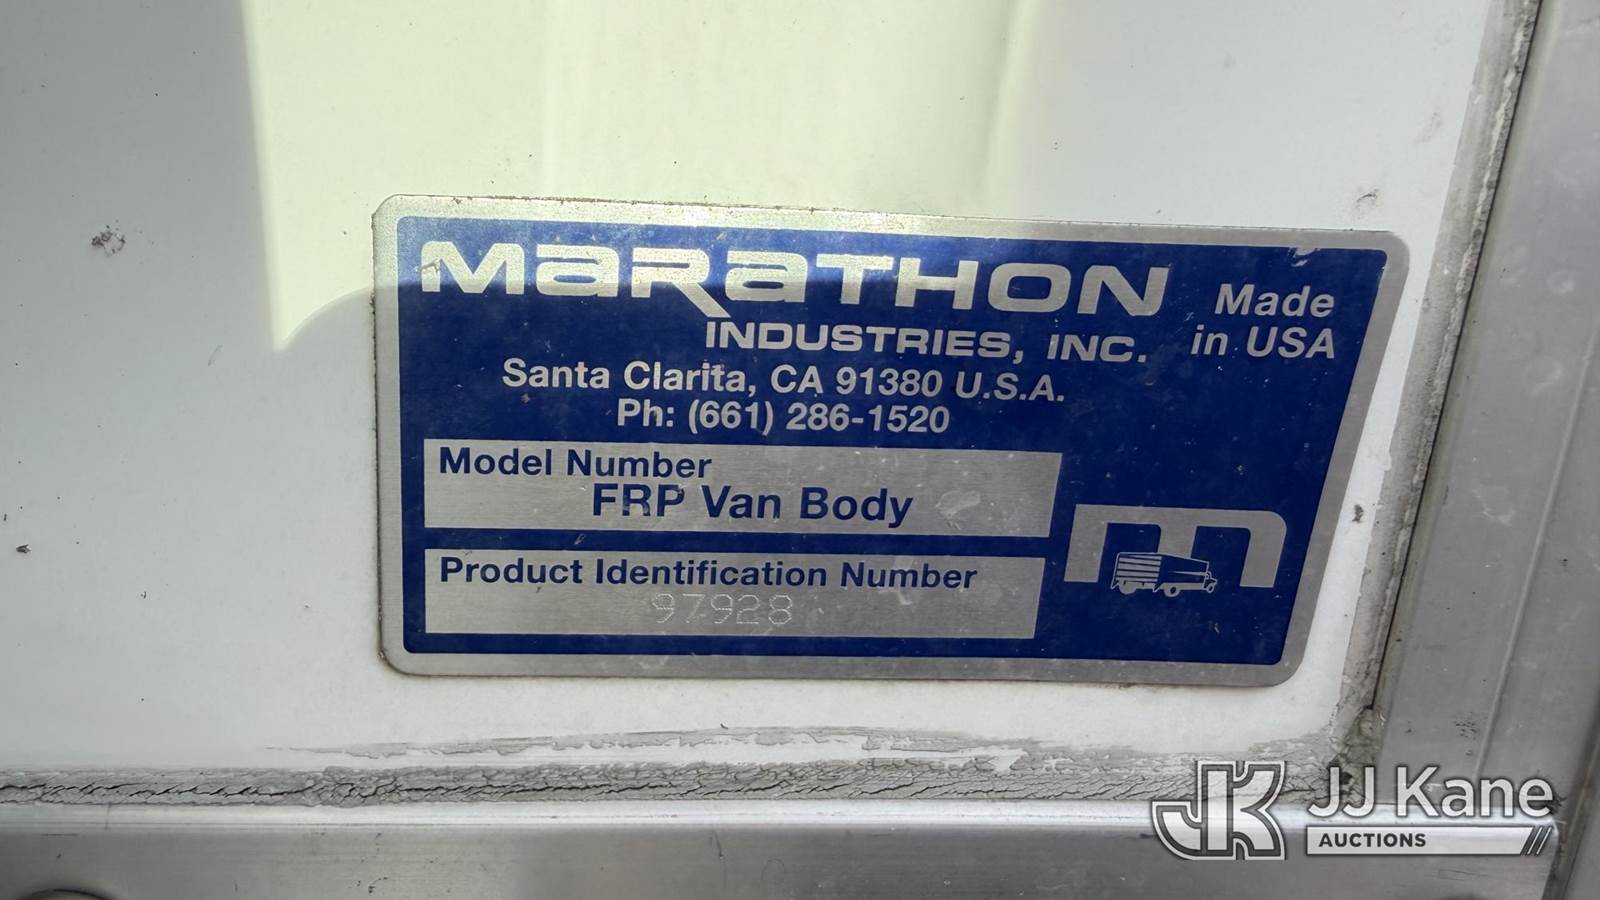 MARATHON
INDUSTRIES, INC.
Made
in USA
Santa Clarita, CA 91380 U.S.A.
Ph: (661) 286-1520
Model Number
FRP Van Body
Product Identification Number
97928
m
JK JJ Kane
AUCTIONS